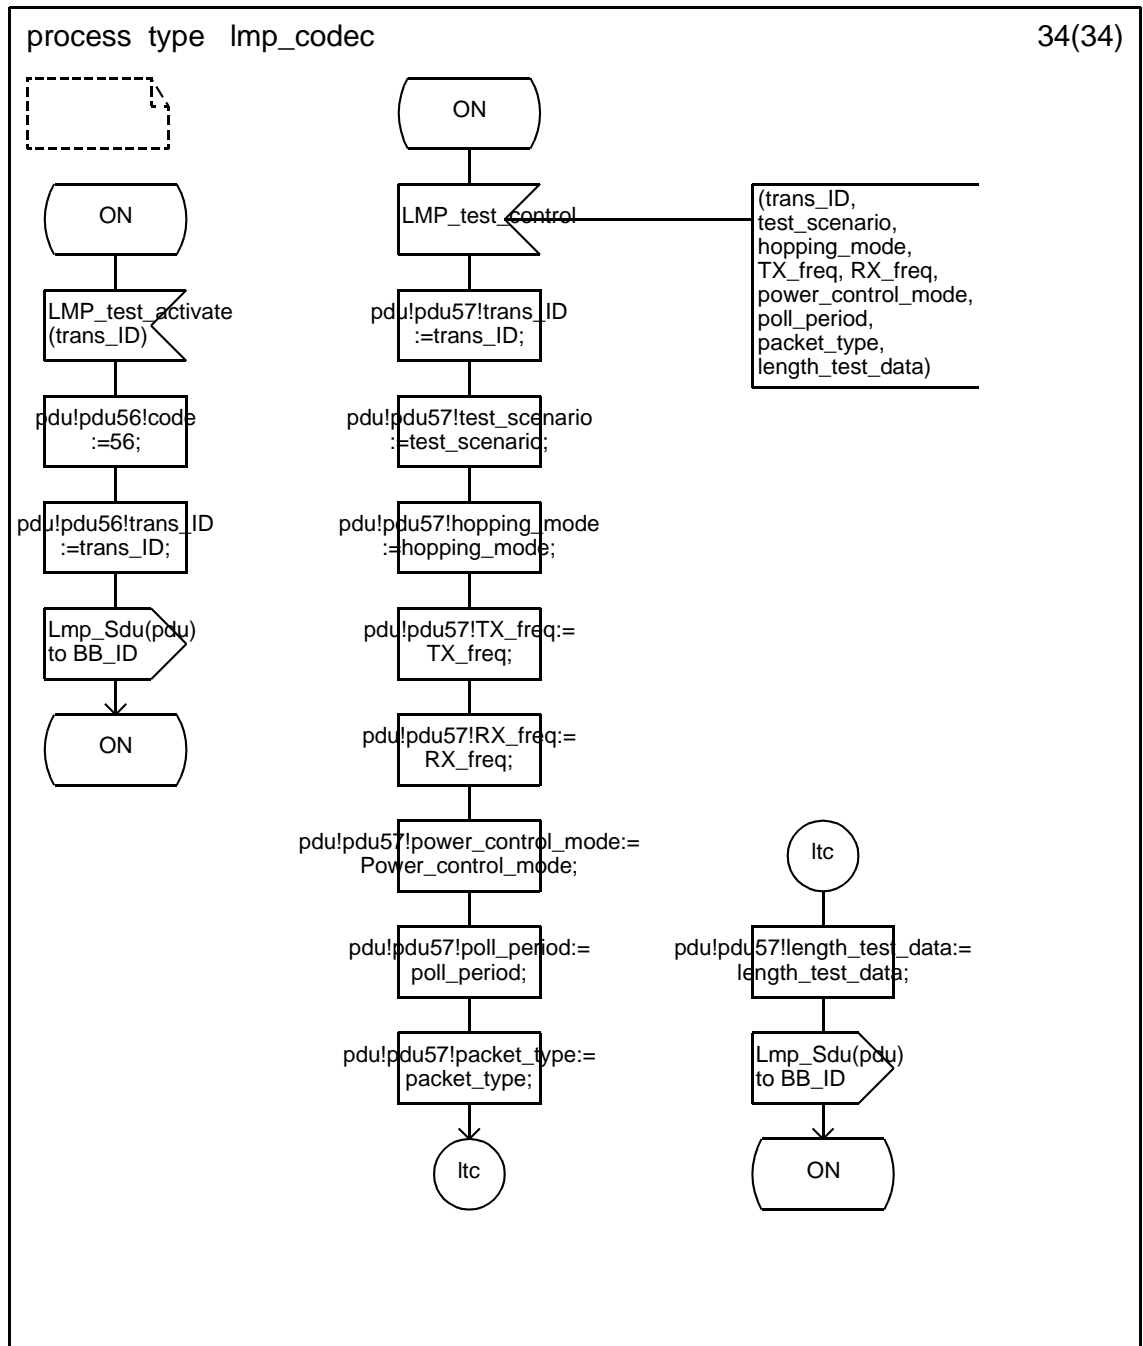 process type lmp_codec
34(34)
ON
LMP_test_activate
(trans_ID)
pdu!pdu56!code
:=56;
pdu!pdu56!trans_ID
:=trans_ID;
Lmp_Sdu(pdu)
to BB_ID
ON
ON
LMP_test_control
(trans_ID,
test_scenario,
hopping_mode,
TX_freq, RX_freq,
power_control_mode,
poll_period,
packet_type,
length_test_data)
pdu!pdu57!trans_ID
:=trans_ID;
pdu!pdu57!test_scenario
:=test_scenario;
pdu!pdu57!hopping_mode
:=hopping_mode;
pdu!pdu57!TX_freq:=
TX_freq;
pdu!pdu57!RX_freq:=
RX_freq;
pdu!pdu57!power_control_mode:=
Power_control_mode;
pdu!pdu57!poll_period:=
poll_period;
pdu!pdu57!packet_type:=
packet_type;
ltc
ltc
pdu!pdu57!length_test_data:=
length_test_data;
Lmp_Sdu(pdu)
to BB_ID
ON